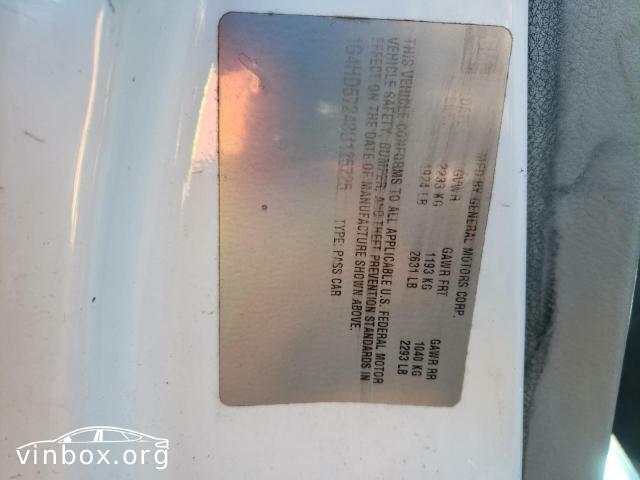 MFD BY GENERAL MOTORS CORP.
GVWR GAWR FRT GAWR RR
2233 KG 1193 KG 1040 KG
4924 LB 2631 LB 2293 LB
THIS VEHICLE CONFORMS TO ALL APPLICABLE U.S. FEDERAL MOTOR
VEHICLE SAFETY, BUMPER, AND THEFT PREVENTION STANDARDS IN
EFFECT ON THE DATE OF MANUFACTURE SHOWN ABOVE.
TYPE: PASS CAR
vinbox.org